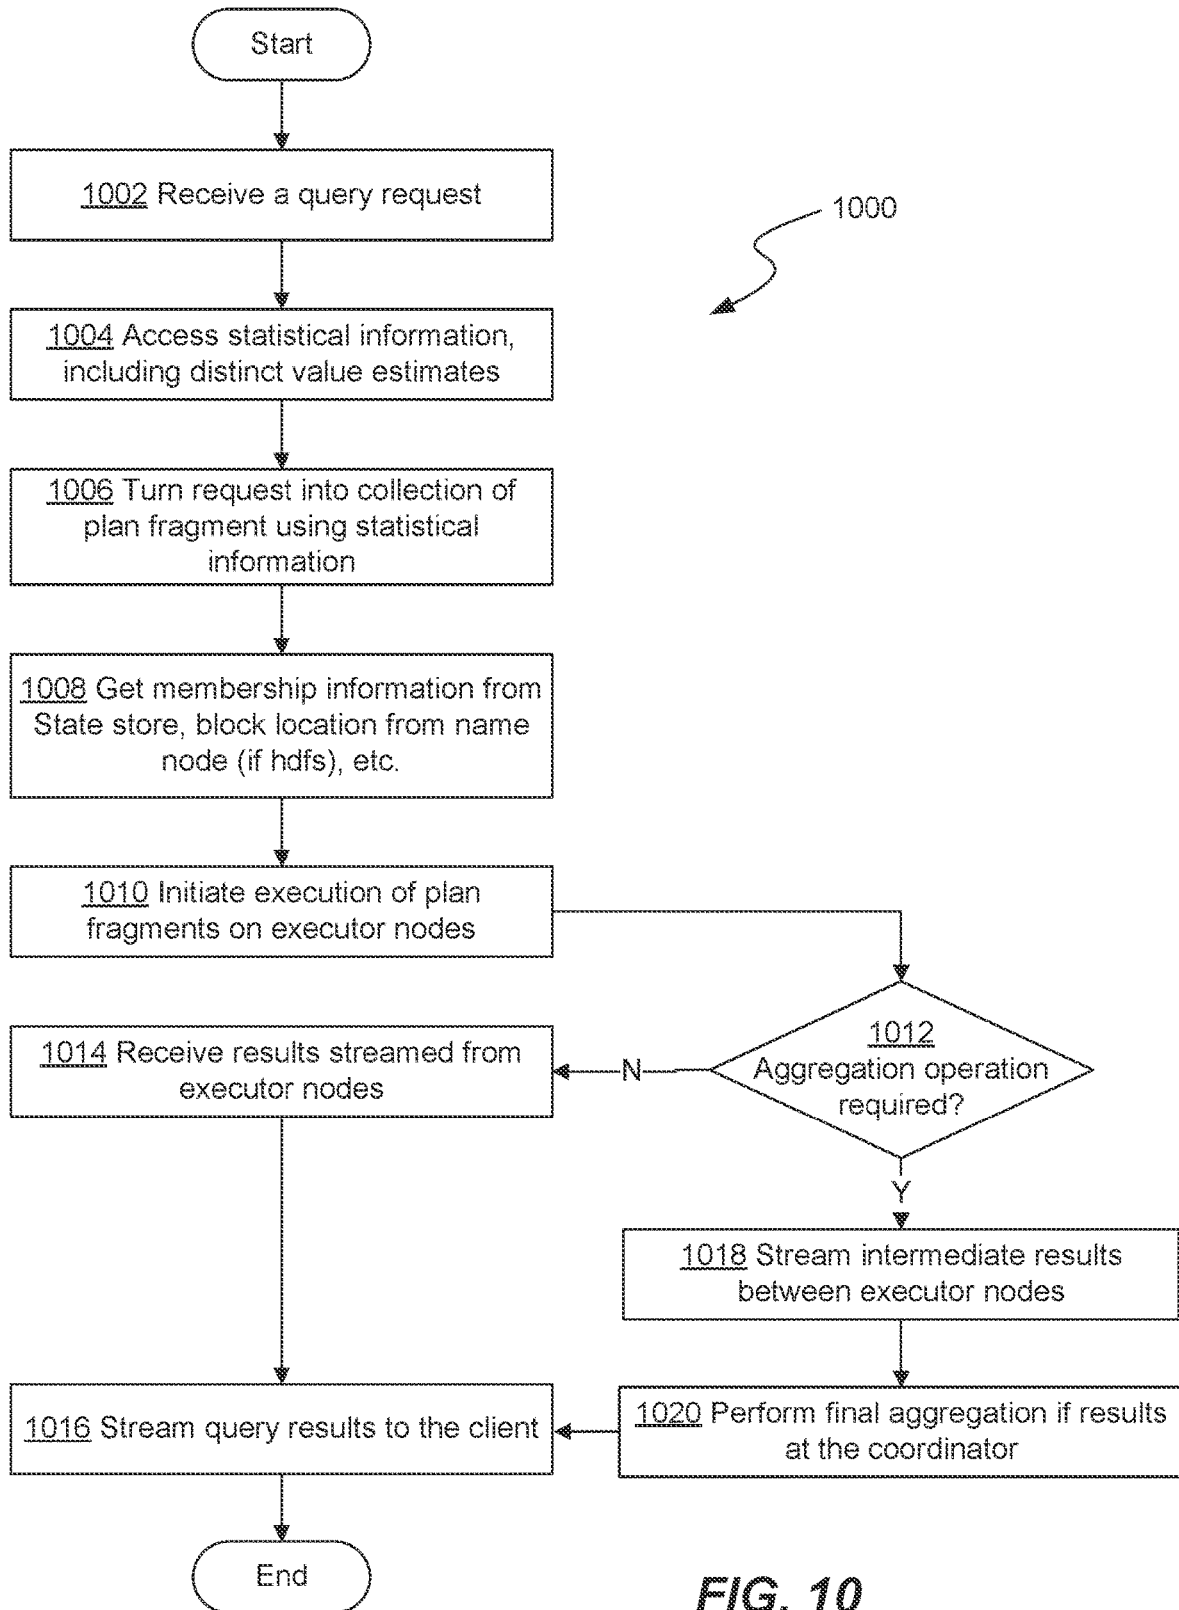 Start
1002 Receive a query request
1000
1004 Access statistical information,
including distinct value estimates
1006 Turn request into collection of
plan fragment using statistical
information
1008 Get membership information from
State store, block location from name
node (if hdfs), etc.
1010 Initiate execution of plan
fragments on executor nodes
1012
Aggregation operation
required?
N
1014 Receive results streamed from
executor nodes
Y
1018 Stream intermediate results
between executor nodes
1020 Perform final aggregation if results
at the coordinator
1016 Stream query results to the client
End
FIG. 10